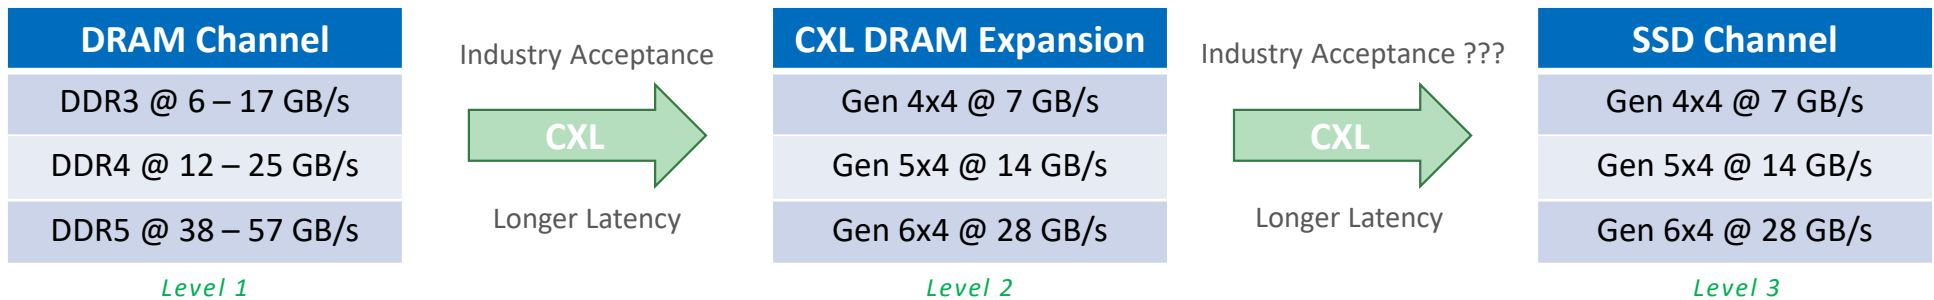 DRAM Channel
DDR3 @ 6 – 17 GB/s
DDR4 @ 12 – 25 GB/s
DDR5 @ 38 – 57 GB/s
Level 1
Industry Acceptance
CXL
Longer Latency
CXL DRAM Expansion
Gen 4x4 @ 7 GB/s
Gen 5x4 @ 14 GB/s
Gen 6x4 @ 28 GB/s
Level 2
Industry Acceptance ???
CXL
Longer Latency
SSD Channel
Gen 4x4 @ 7 GB/s
Gen 5x4 @ 14 GB/s
Gen 6x4 @ 28 GB/s
Level 3